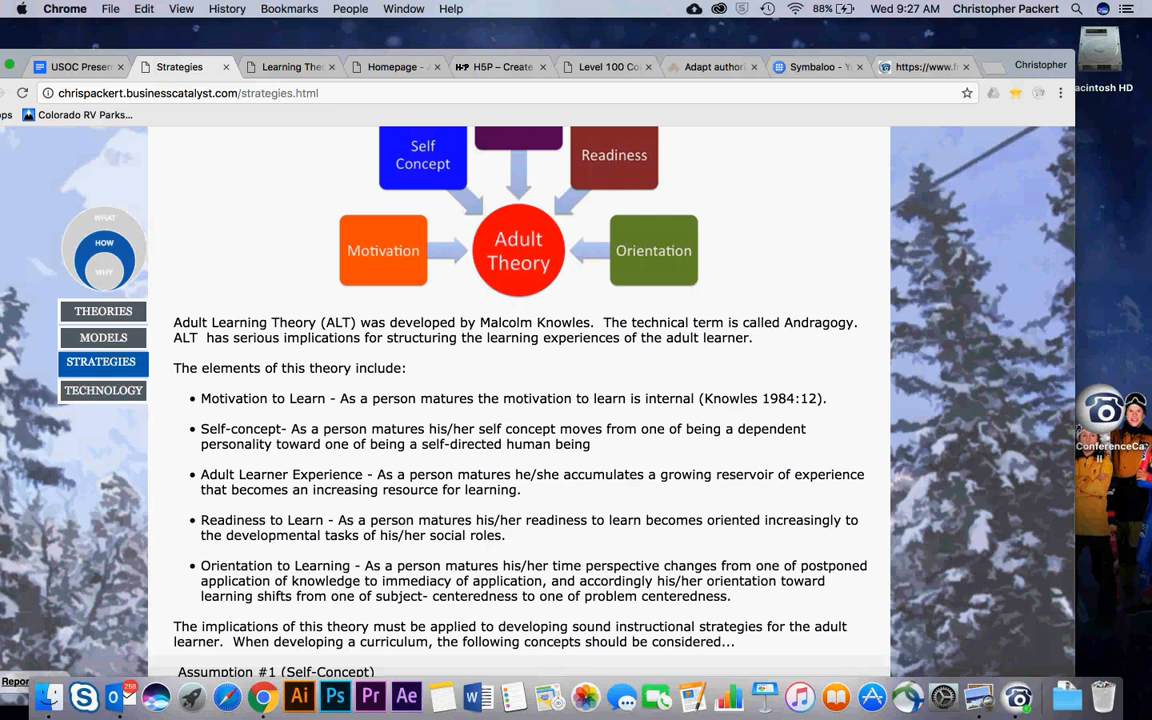 Chrome File Edit View History Bookmarks People Window Help 88% Wed 9:27 AM Christopher Packert
USOC Presen
Strategies
Learning The
Homepage - A
H-P H5P – Create
Level 100 Co
Adapt author
Symbaloo - Y
https://www.f
Christopher
chrispackert.businesscatalyst.com/strategies.html
ps Colorado RV Parks...
acintosh HD
Self
Concept
Readiness
Motivation
Adult
Theory
Orientation
WHAT
HOW
WHY
THEORIES
MODELS
STRATEGIES
TECHNOLOGY
Adult Learning Theory (ALT) was developed by Malcolm Knowles. The technical term is called Andragogy.
ALT has serious implications for structuring the learning experiences of the adult learner.
The elements of this theory include:
• Motivation to Learn - As a person matures the motivation to learn is internal (Knowles 1984:12).
• Self-concept- As a person matures his/her self concept moves from one of being a dependent
personality toward one of being a self-directed human being
• Adult Learner Experience - As a person matures he/she accumulates a growing reservoir of experience
that becomes an increasing resource for learning.
• Readiness to Learn - As a person matures his/her readiness to learn becomes oriented increasingly to
the developmental tasks of his/her social roles.
• Orientation to Learning - As a person matures his/her time perspective changes from one of postponed
application of knowledge to immediacy of application, and accordingly his/her orientation toward
learning shifts from one of subject- centeredness to one of problem centeredness.
The implications of this theory must be applied to developing sound instructional strategies for the adult
learner. When developing a curriculum, the following concepts should be considered...
Assumption #1 (Self-Concept)
ConferenceCa
ll
Repor
258
Ai Ps Pr Ae